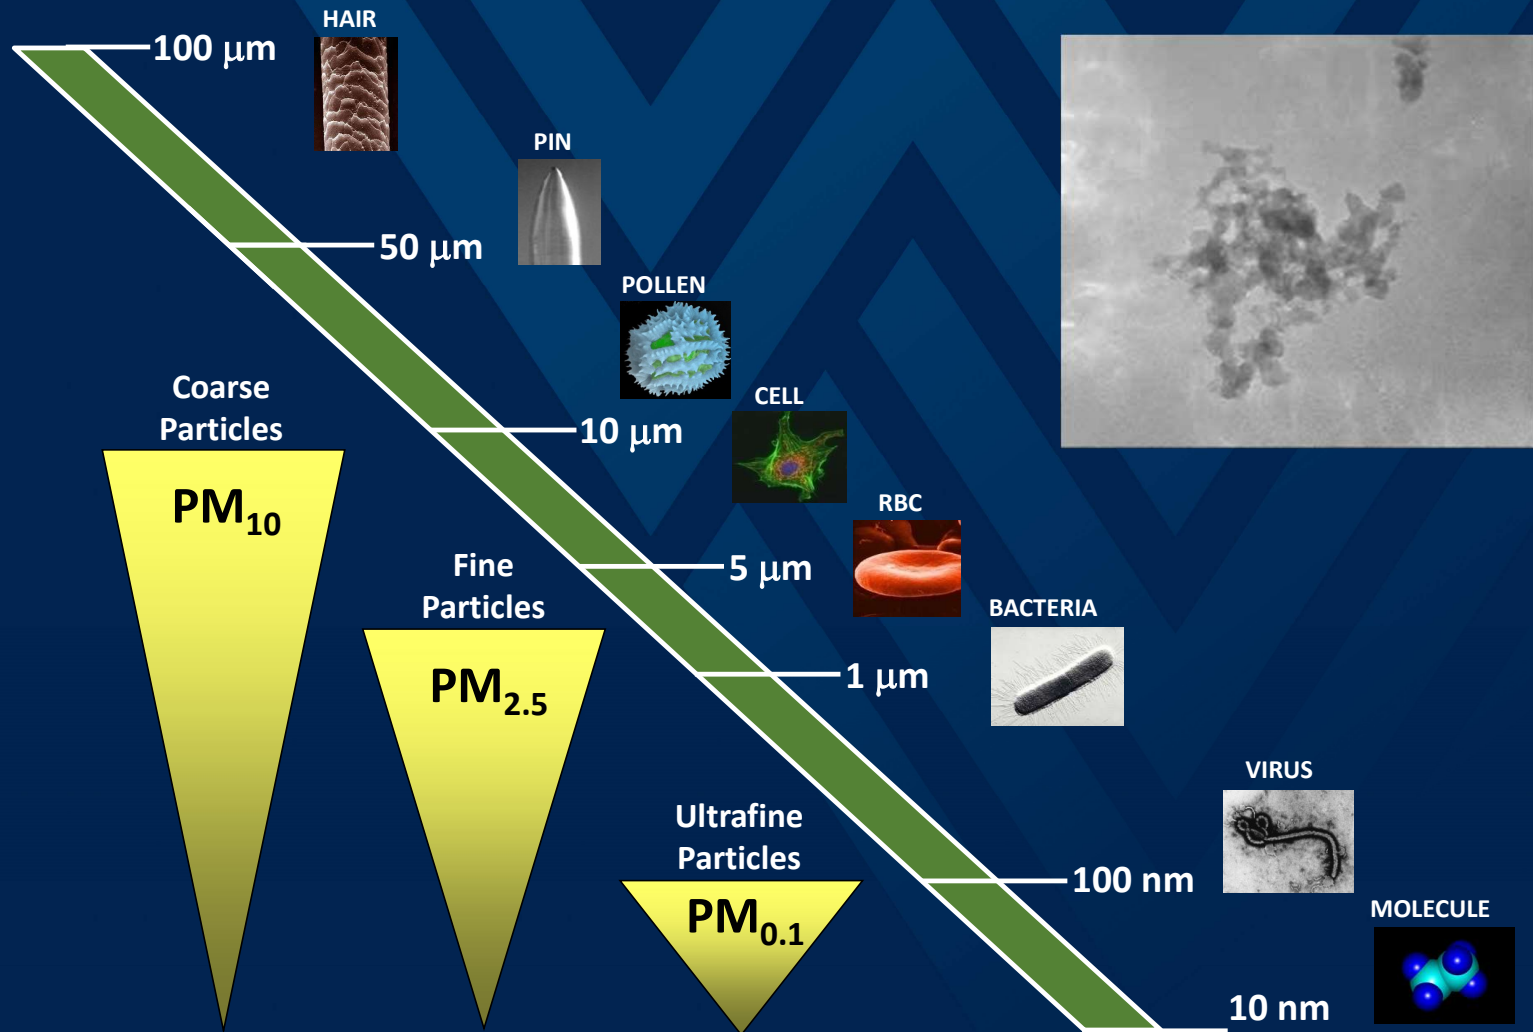 HAIR
100 μm
PIN
50 μm
POLLEN
Coarse
Particles
CELL
10 μm
PM10
RBC
Fine
Particles
5 μm
BACTERIA
PM2.5
1 μm
VIRUS
Ultrafine
Particles
100 nm
MOLECULE
PM0.1
10 nm